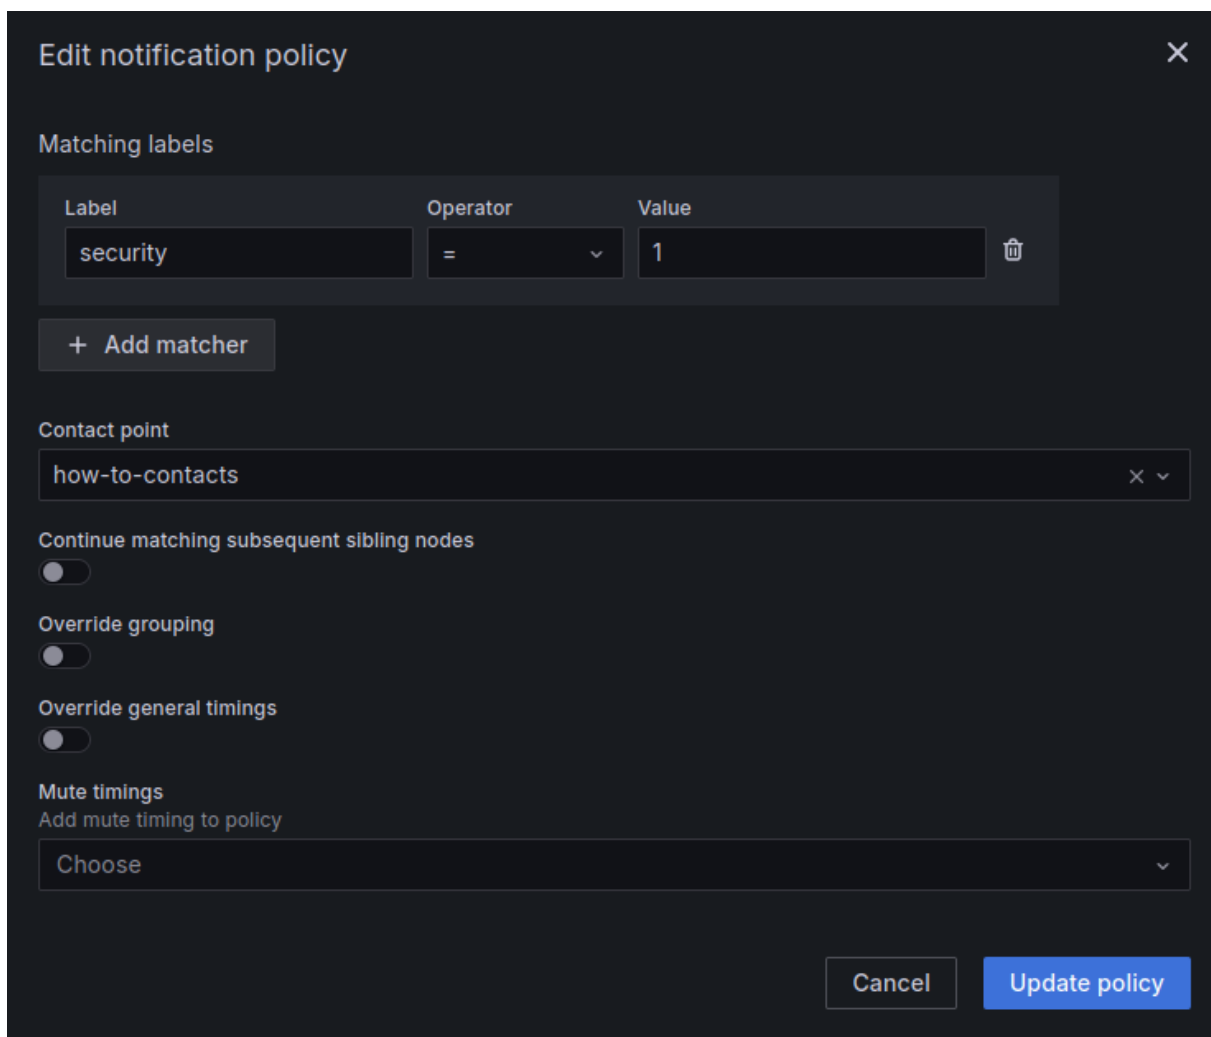 Edit notification policy
Matching labels
Label Operator Value
security = 1
+ Add matcher
Contact point
how-to-contacts
Continue matching subsequent sibling nodes
Override grouping
Override general timings
Mute timings
Add mute timing to policy
Choose
Cancel Update policy